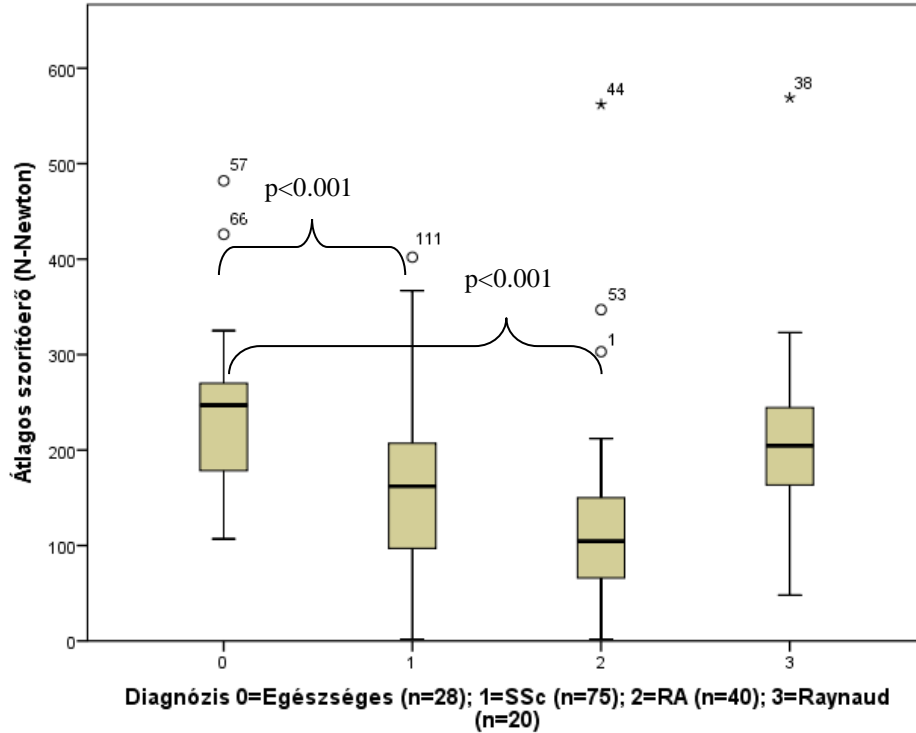 Átlagos szorítóerő (N-Newton)
600
500
400
300
200
100
0
57
66
p<0.001
111
p<0.001
44
53
1
38
0 1 2 3
Diagnózis 0=Egészséges (n=28); 1=SSc (n=75); 2=RA (n=40); 3=Raynaud
(n=20)